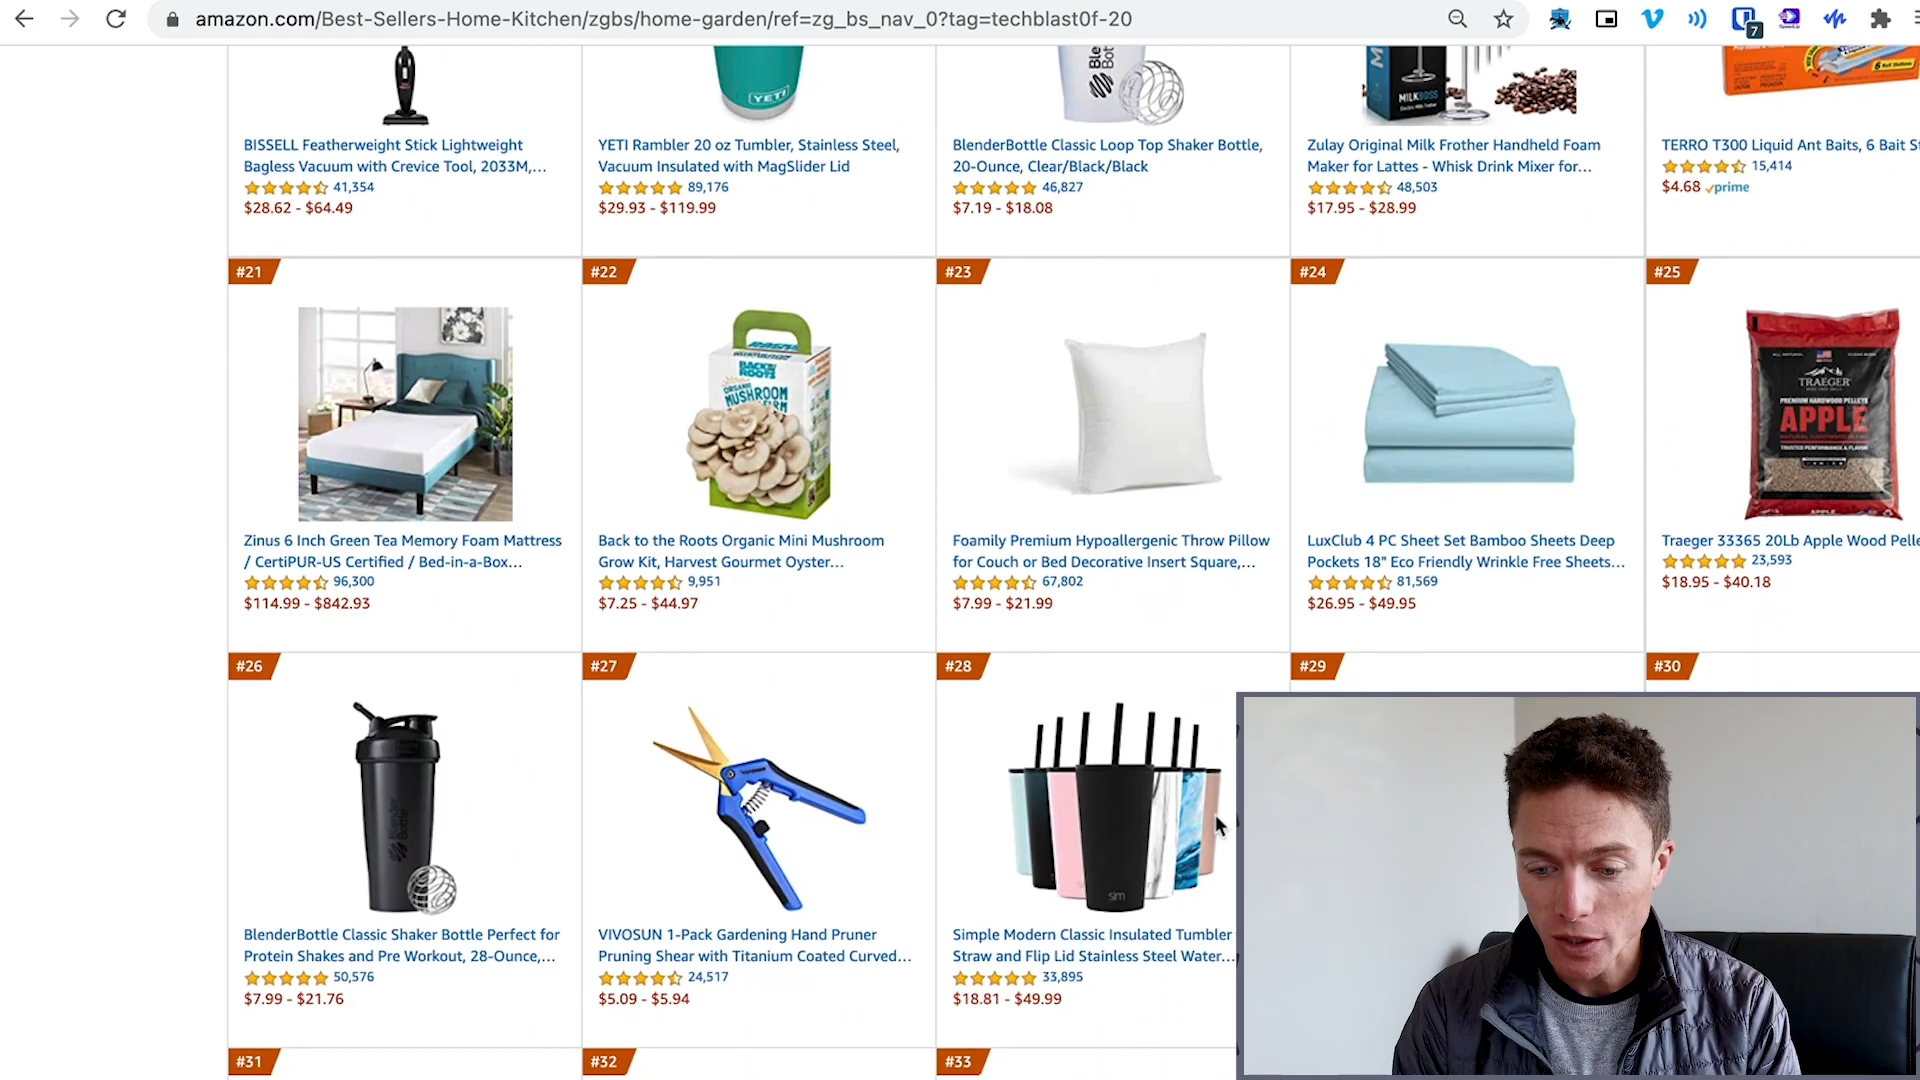 amazon.com/Best-Sellers-Home-Kitchen/zgbs/home-garden/ref=zg_bs_nav_0?tag=techblast0f-20
7
YETI
MILKBOSS
BISSELL Featherweight Stick Lightweight
Bagless Vacuum with Crevice Tool, 2033M,...
41,354
$28.62 - $64.49
YETI Rambler 20 oz Tumbler, Stainless Steel,
Vacuum Insulated with MagSlider Lid
89,176
$29.93 - $119.99
BlenderBottle Classic Loop Top Shaker Bottle,
20-Ounce, Clear/Black/Black
46,827
$7.19 - $18.08
Zulay Original Milk Frother Handheld Foam
Maker for Lattes - Whisk Drink Mixer for...
48,503
$17.95 - $28.99
TERRO T300 Liquid Ant Baits, 6 Bait
15,414
$4.68 prime
#21
#22
#23
#24
#25
BACK TO THE ROOTS
ORGANIC
MUSHROOM
TRAEGER
PREMIUM HARDWOOD PELLETS
APPLE
Zinus 6 Inch Green Tea Memory Foam Mattress
/ CertiPUR-US Certified / Bed-in-a-Box...
96,300
$114.99 - $842.93
Back to the Roots Organic Mini Mushroom
Grow Kit, Harvest Gourmet Oyster...
9,951
$7.25 - $44.97
Foamily Premium Hypoallergenic Throw Pillow
for Couch or Bed Decorative Insert Square,...
67,802
$7.99 - $21.99
LuxClub 4 PC Sheet Set Bamboo Sheets Deep
Pockets 18" Eco Friendly Wrinkle Free Sheets...
81,569
$26.95 - $49.95
Traeger 33365 20Lb Apple Wood Pelle
23,593
$18.95 - $40.18
#26
#27
#28
#29
#30
sim
BlenderBottle Classic Shaker Bottle Perfect for
Protein Shakes and Pre Workout, 28-Ounce,...
50,576
$7.99 - $21.76
VIVOSUN 1-Pack Gardening Hand Pruner
Pruning Shear with Titanium Coated Curved...
24,517
$5.09 - $5.94
Simple Modern Classic Insulated Tumbler
Straw and Flip Lid Stainless Steel Water...
33,895
$18.81 - $49.99
#31
#32
#33